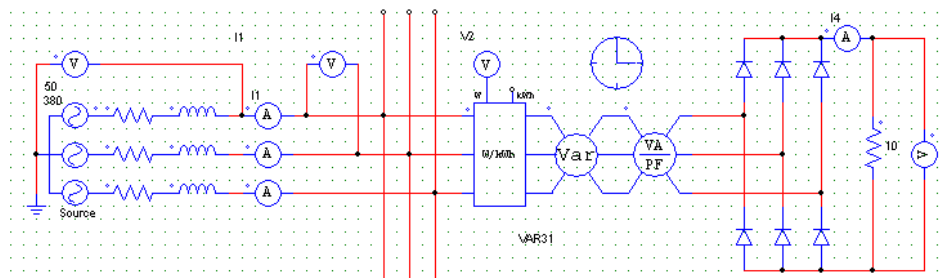 I1
V2
I4
V
V
V
A
50
380
I1
A
W
kWh
10
V
A
W/kWh
Var
VA
PF
A
Source
VAR31